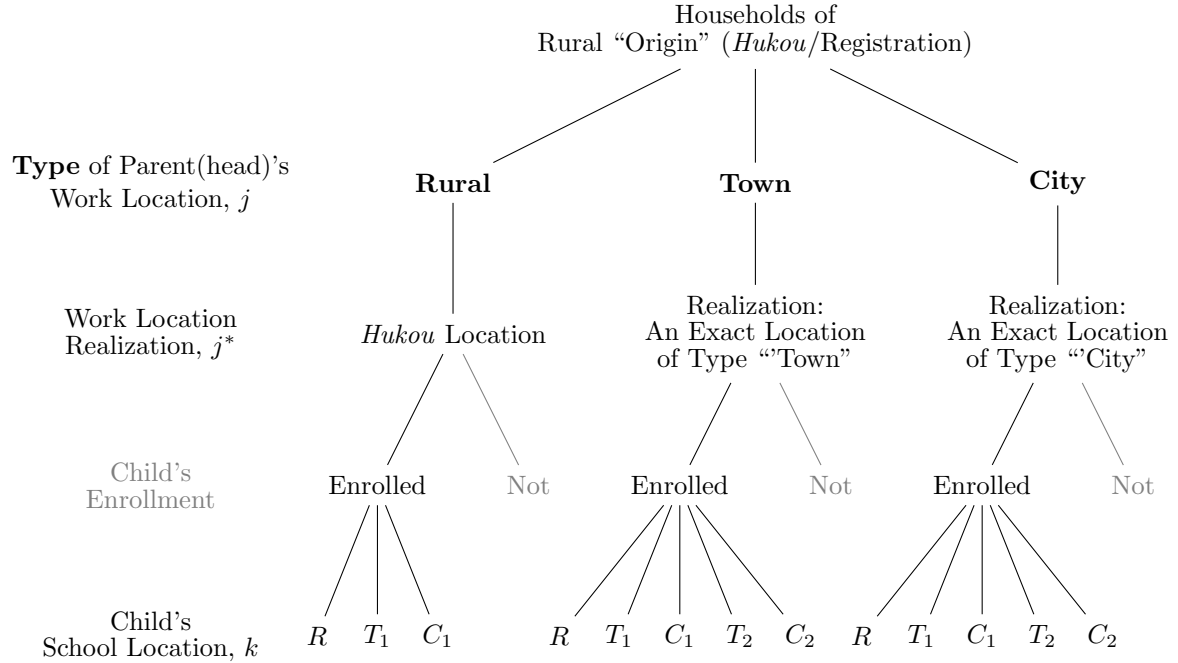 Households of
Rural “Origin” (Hukou/Registration)
Type of Parent(head)’s
Work Location, j
Rural
Town
City
Work Location
Realization, j*
Hukou Location
Realization:
An Exact Location
of Type “’Town”
Realization:
An Exact Location
of Type “’City”
Child’s
Enrollment
Enrolled
Not
Enrolled
Not
Enrolled
Not
Child’s
School Location, k
R T₁ C₁
R T₁ C₁ T₂ C₂
R T₁ C₁ T₂ C₂